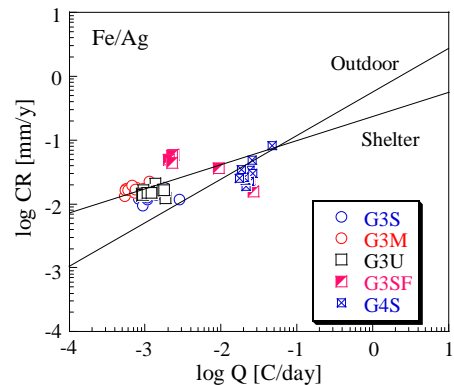 Fe/Ag
Outdoor
Shelter
log CR [mm/y]
2
1
0
-1
-2
-3
-4
G3S
G3M
G3U
G3SF
G4S
-4 -3 -2 -1 0 1
log Q [C/day]